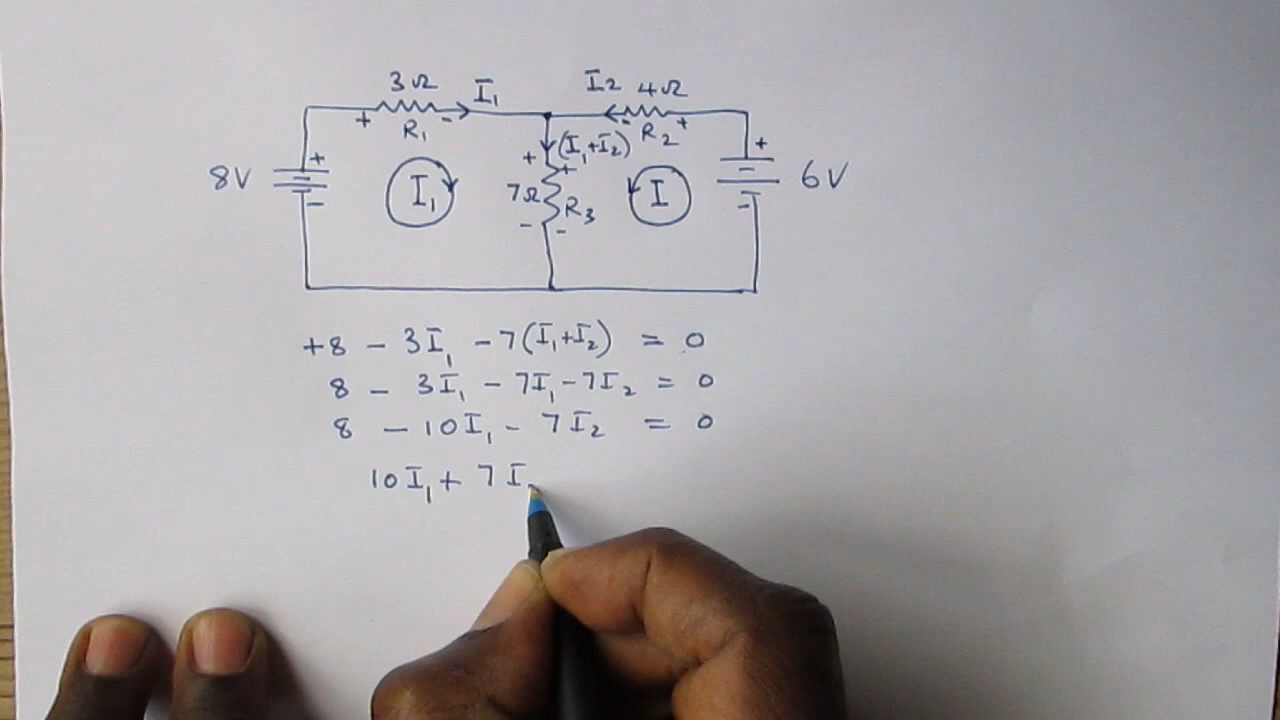 3Ω I₁ I₂ 4Ω
+ R₁ - - R₂ +
(I₁+I₂)
8V + - I₁ 7Ω + + R₃ - - I + - - 6V
+8 - 3I₁ - 7(I₁+I₂) = 0
8 - 3I₁ - 7I₁ - 7I₂ = 0
8 - 10I₁ - 7I₂ = 0
10I₁ + 7I